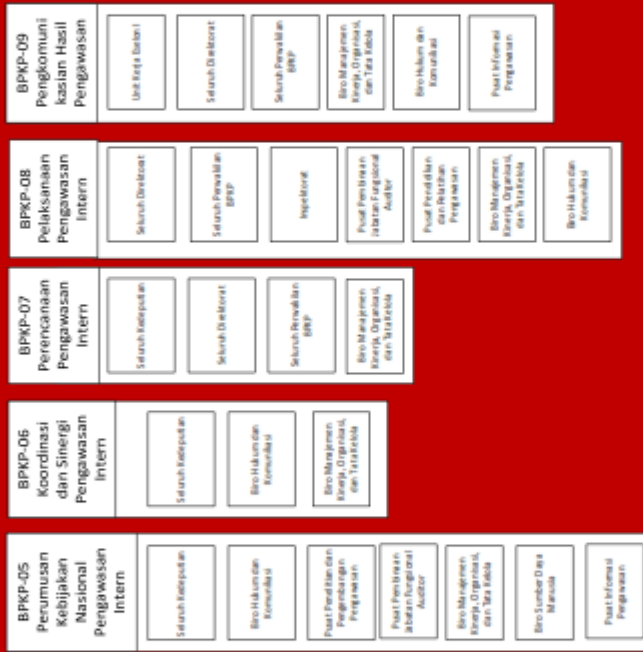 BPKP-05
Perumusan
Kebijakan
Nasional
Pengawasan
Intern
Seluruh Kedeputian
Biro Hukum dan
Komunikasi
Pusat Penelitian dan
Pengembangan
Pengawasan
Pusat Pembinaan
Jabatan Fungsional
Auditor
Biro Manajemen
Kinerja, Organisasi,
dan Tata Kelola
Biro Sumber Daya
Manusia
Pusat Informasi
Pengawasan
BPKP-06
Koordinasi
dan Sinergi
Pengawasan
Intern
Seluruh Kedeputian
Biro Hukum dan
Komunikasi
Biro Manajemen
Kinerja, Organisasi,
dan Tata Kelola
BPKP-07
Perencanaan
Pengawasan
Intern
Seluruh Kedeputian
Seluruh Direktorat
Seluruh Perwakilan
BPKP
Biro Manajemen
Kinerja, Organisasi,
dan Tata Kelola
BPKP-08
Pelaksanaan
Pengawasan
Intern
Seluruh Direktorat
Seluruh Perwakilan
BPKP
Inspektorat
Pusat Pembinaan
Jabatan Fungsional
Auditor
Pusat Pendidikan
dan Pelatihan
Pengawasan
Biro Manajemen
Kinerja, Organisasi,
dan Tata Kelola
Biro Hukum dan
Komunikasi
BPKP-09
Pengkomuni
kasian Hasil
Pengawasan
Unit Kerja Eselon I
Seluruh Direktorat
Seluruh Perwakilan
BPKP
Biro Manajemen
Kinerja, Organisasi,
dan Tata Kelola
Biro Hukum dan
Komunikasi
Pusat Informasi
Pengawasan